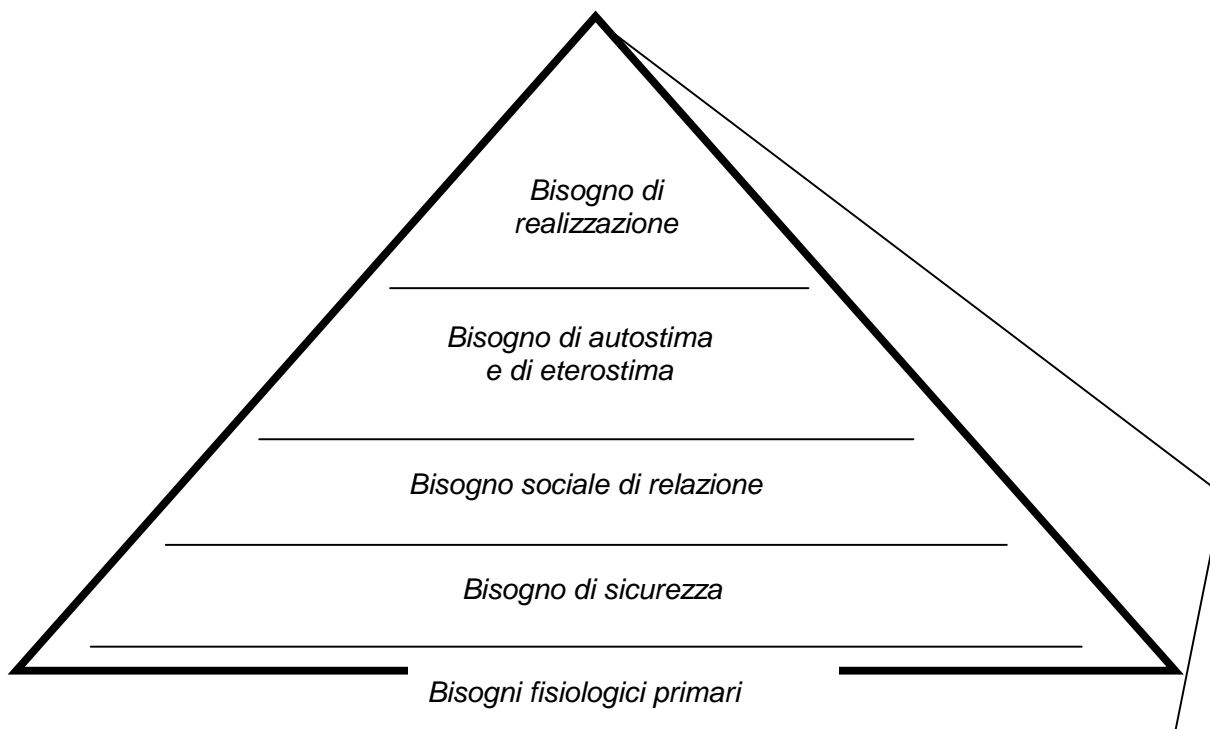 Bisogno di
realizzazione
Bisogno di autostima
e di eterostima
Bisogno sociale di relazione
Bisogno di sicurezza
Bisogni fisiologici primari